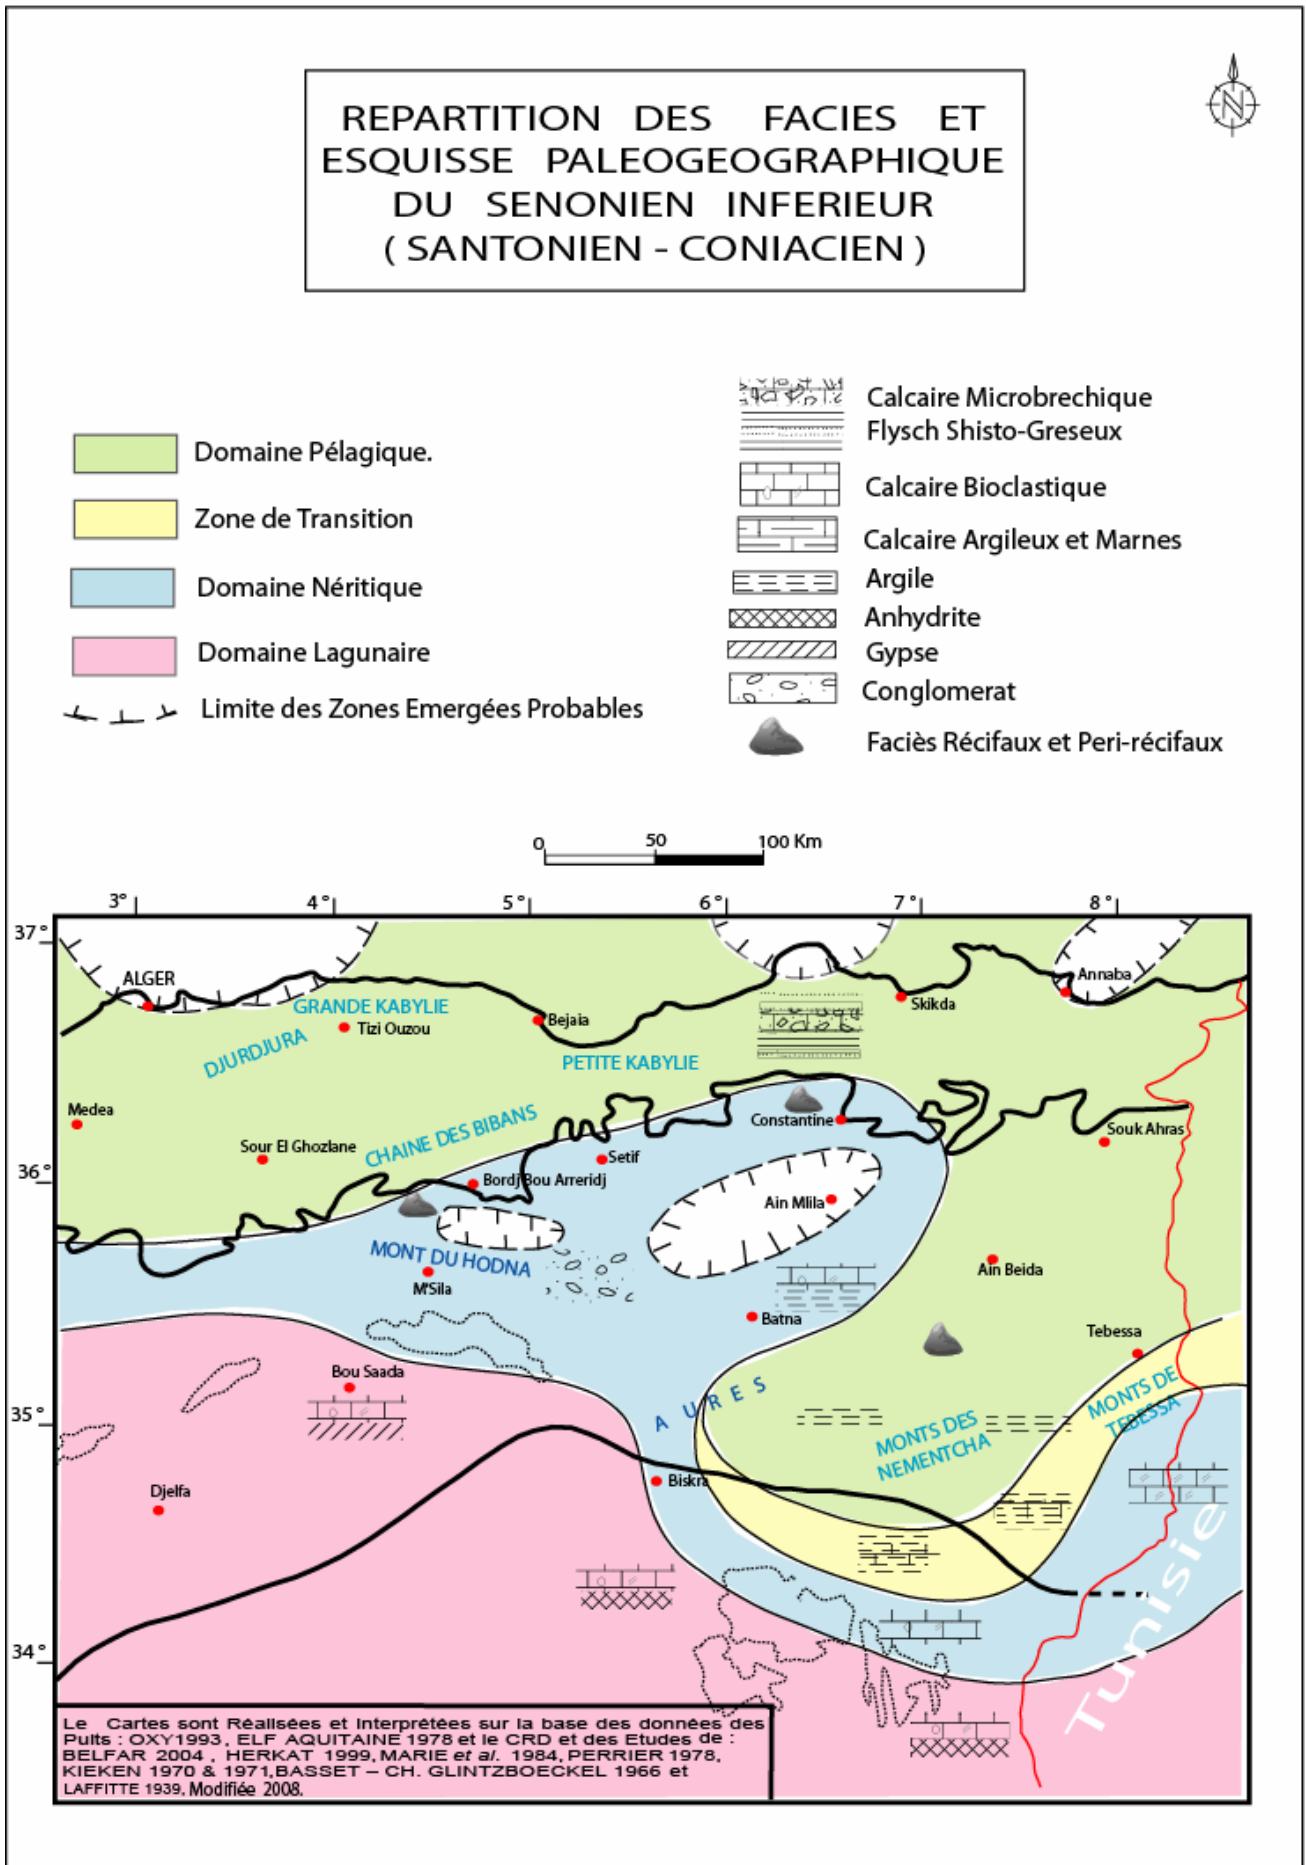 N
REPARTITION DES FACIES ET
ESQUISSE PALEOGEOGRAPHIQUE
DU SENONIEN INFERIEUR
( SANTONIEN - CONIACIEN )
Domaine Pélagique.
Zone de Transition
Domaine Néritique
Domaine Lagunaire
Limite des Zones Emergées Probables
Calcaire Microbrechique
Flysch Shisto-Greseux
Calcaire Bioclastique
Calcaire Argileux et Marnes
Argile
Anhydrite
Gypse
Conglomerat
Faciès Récifaux et Peri-récifaux
0 50 100 Km
3° 4° 5° 6° 7° 8°
37°
36°
35°
34°
ALGER
GRANDE KABYLIE
Tizi Ouzou
DJURDJURA
Bejaia
PETITE KABYLIE
Skikda
Annaba
Medea
Sour El Ghozlane
CHAINE DES BIBANS
Constantine
Souk Ahras
Setif
Bordj Bou Arreridj
Ain Mlila
MONT DU HODNA
M'Sila
Ain Beida
Batna
Tebessa
Bou Saada
AURES
MONTS DE
TEBESSA
MONTS DES
NEMENTCHA
Djelfa
Biskra
Tunisie
Le Cartes sont Réalisées et Interprétées sur la base des données des
Puits : OXY1993, ELF AQUITAINE 1978 et le CRD et des Etudes de :
BELFAR 2004 , HERKAT 1999, MARIE et al. 1984, PERRIER 1978,
KIEKEN 1970 & 1971,BASSET – CH. GLINTZBOECKEL 1966 et
LAFFITTE 1939, Modifiée 2008.